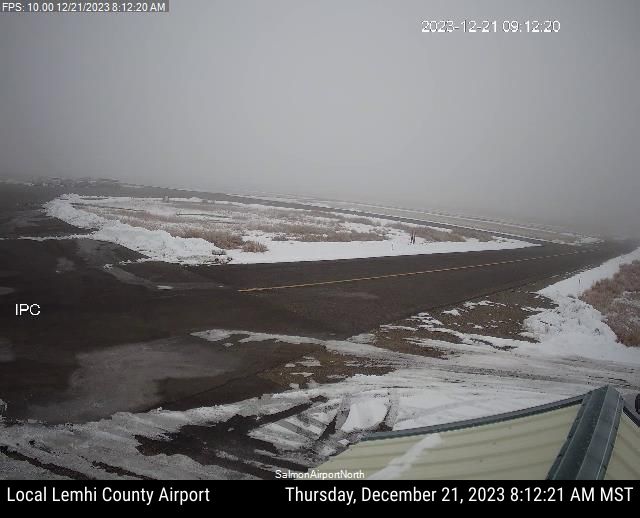 FPS: 10.00 12/21/2023 8:12:20 AM
2023-12-21 09:12:20
IPC
SalmonAirportNorth
Local Lemhi County Airport
Thursday, December 21, 2023 8:12:21 AM MST